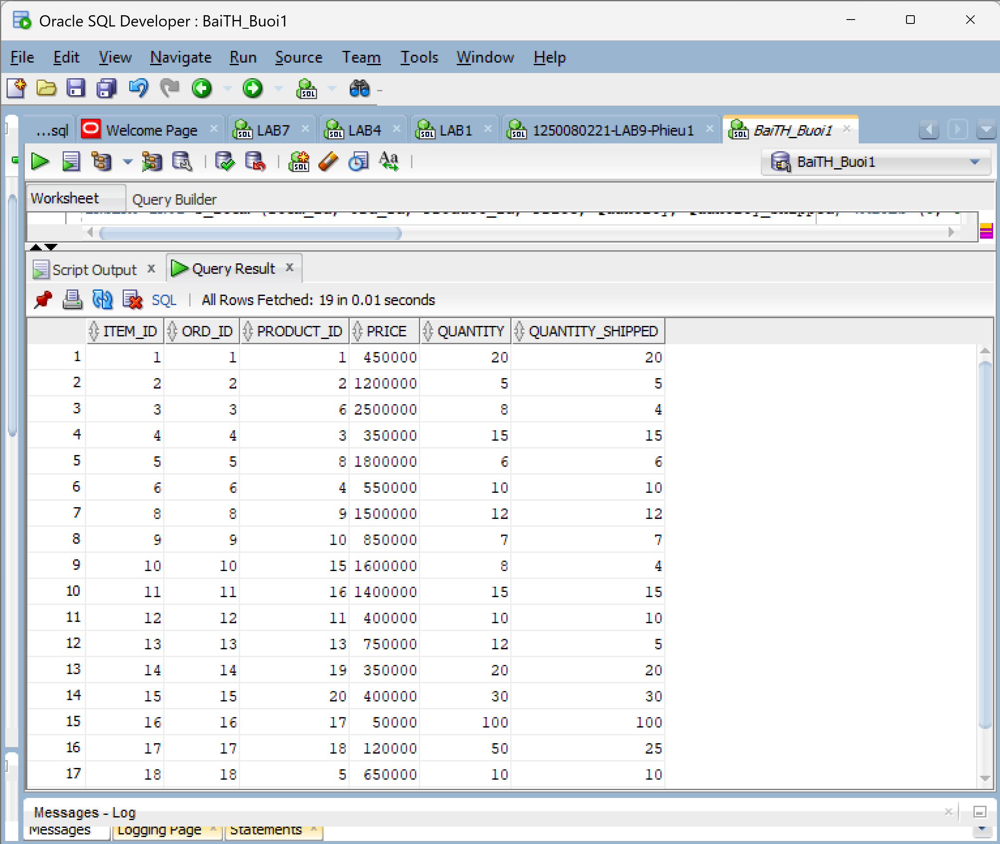 Oracle SQL Developer : BaiTH_Buoi1
File Edit View Navigate Run Source Team Tools Window Help
...sql Welcome Page LAB7 LAB4 LAB1 1250080221-LAB9-Phieu1 BaiTH_Buoi1
BaiTH_Buoi1
Worksheet Query Builder
Script Output Query Result
SQL | All Rows Fetched: 19 in 0.01 seconds
ITEM_ID ORD_ID PRODUCT_ID PRICE QUANTITY QUANTITY_SHIPPED
1 1 1 1 450000 20 20
2 2 2 2 1200000 5 5
3 3 3 6 2500000 8 4
4 4 4 3 350000 15 15
5 5 5 8 1800000 6 6
6 6 6 4 550000 10 10
7 8 8 9 1500000 12 12
8 9 9 10 850000 7 7
9 10 10 15 1600000 8 4
10 11 11 16 1400000 15 15
11 12 12 11 400000 10 10
12 13 13 13 750000 12 5
13 14 14 19 350000 20 20
14 15 15 20 400000 30 30
15 16 16 17 50000 100 100
16 17 17 18 120000 50 25
17 18 18 5 650000 10 10
Messages - Log
Messages Logging Page Statements